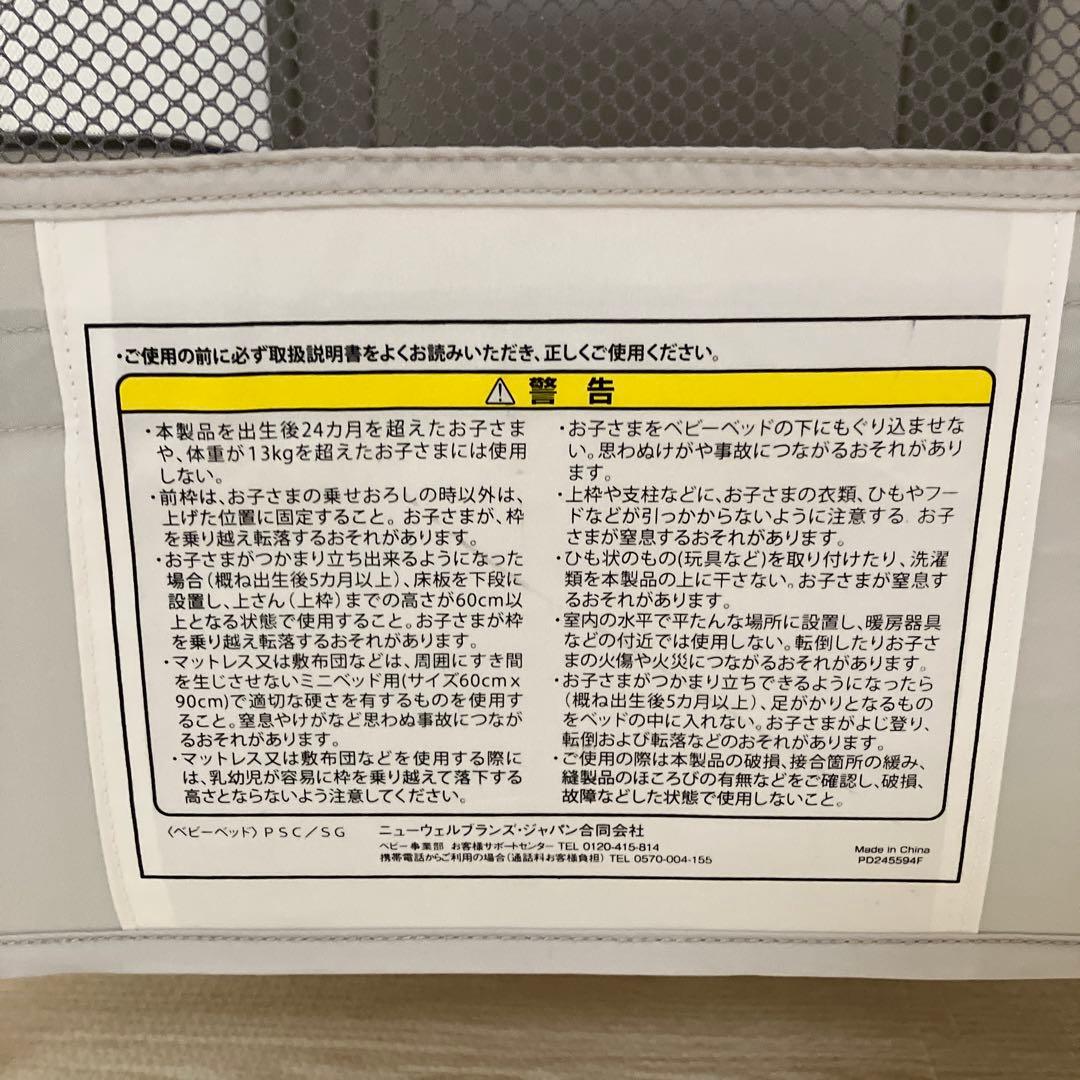 ・ご使用の前に必ず取扱説明書をよくお読みいただき、正しくご使用ください。
⚠ 警告
・本製品を出生後24カ月を超えたお子さま
や、体重が13kgを超えたお子さまには使用
しない。
・前枠は、お子さまの乗せおろしの時以外は、
上げた位置に固定すること。お子さまが、枠
を乗り越え転落するおそれがあります。
・お子さまがつかまり立ち出来るようになった
場合(概ね出生後5カ月以上)、床板を下段に
設置し、上さん(上枠)までの高さが60cm以
上となる状態で使用すること。お子さまが枠
を乗り越え転落するおそれがあります。
・マットレス又は敷布団などは、周囲にすき間
を生じさせないミニベッド用(サイズ60cmx
90cm)で適切な硬さを有するものを使用す
ること。窒息やけがなど思わぬ事故につなが
るおそれがあります。
・マットレス又は敷布団などを使用する際に
は、乳幼児が容易に枠を乗り越えて落下する
高さとならないよう注意してください。
・お子さまをベビーベッドの下にもぐり込ませな
い。思わぬけがや事故につながるおそれがあり
ます。
・上枠や支柱などに、お子さまの衣類、ひもやフー
ドなどが引っかからないように注意する. お子
さまが窒息するおそれがあります。
・ひも状のもの(玩具など)を取り付けたり、洗濯
類を本製品の上に干さない。お子さまが窒息す
るおそれがあります。
・室内の水平で平たんな場所に設置し、暖房器具
などの付近では使用しない。転倒したりお子さ
まの火傷や火災につながるおそれがあります。
・お子さまがつかまり立ちできるようになったら
(概ね出生後5カ月以上)、足がかりとなるもの
をベッドの中に入れない。お子さまがよじ登り、
転倒および転落などのおそれがあります。
・ご使用の際は本製品の破損、接合箇所の緩み、
縫製品のほころびの有無などをご確認し、破損、
故障などした状態で使用しないこと。
〈ベビーベッド〉PSC/SG
ニューウェルブランズ・ジャパン合同会社
ベビー事業部 お客様サポートセンター TEL 0120-415-814
携帯電話からご利用の場合(通話料お客様負担) TEL 0570-004-155
Made in China
PD245594F